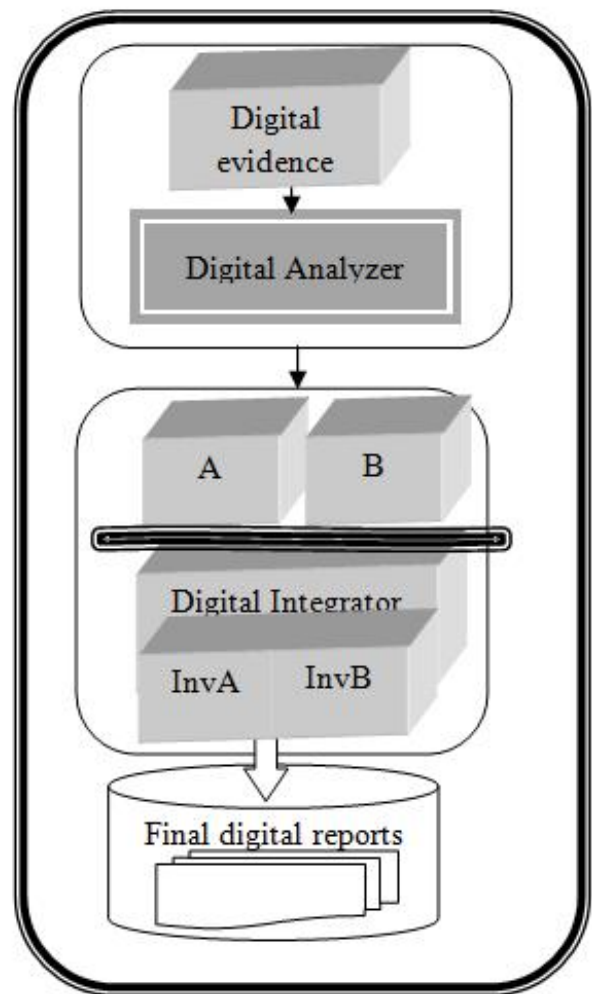 Digital
evidence
Digital Analyzer
A B
Digital Integrator
InvA InvB
Final digital reports